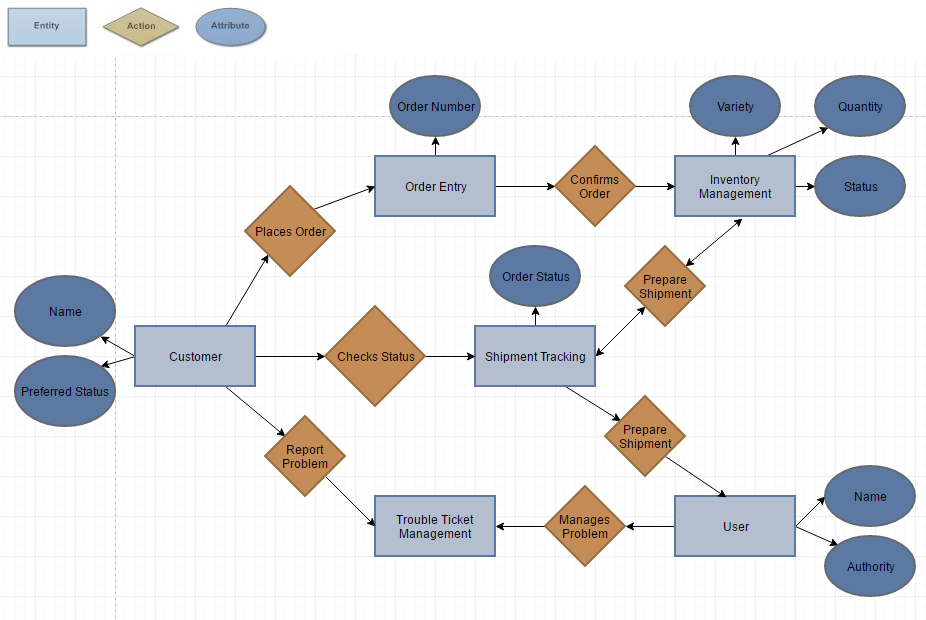 Entity
Action
Attribute
Order Number
Variety
Quantity
Order Entry
Confirms
Order
Inventory
Management
Status
Places Order
Order Status
Prepare
Shipment
Name
Customer
Checks Status
Shipment Tracking
Preferred Status
Report
Problem
Prepare
Shipment
Trouble Ticket
Management
Manages
Problem
User
Name
Authority